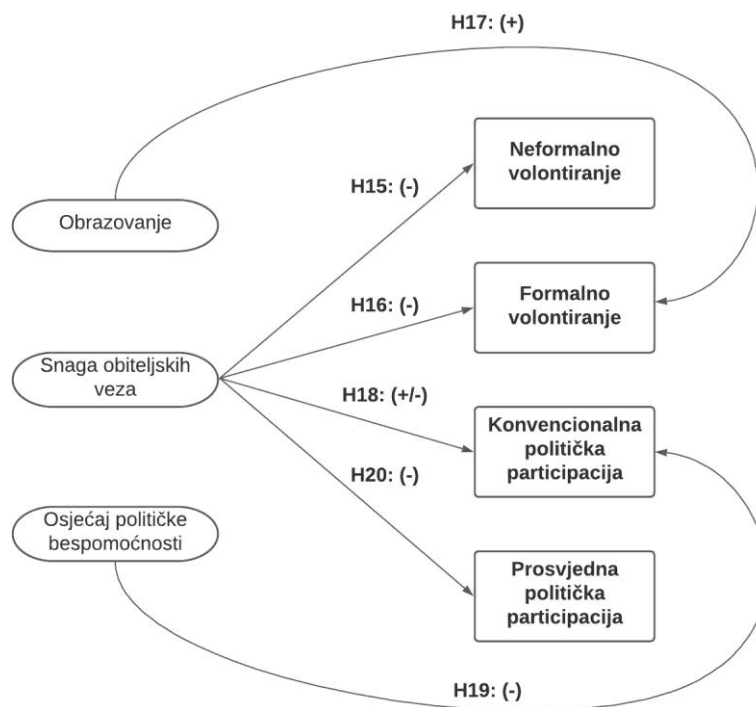 H17: (+)
Neformalno
volontiranje
H15: (-)
Obrazovanje
Formalno
volontiranje
H16: (-)
Snaga obiteljskih
veza
H18: (+/-)
Konvencionalna
politička
participacija
H20: (-)
Osjećaj političke
bespomoćnosti
Prosvjedna
politička
participacija
H19: (-)